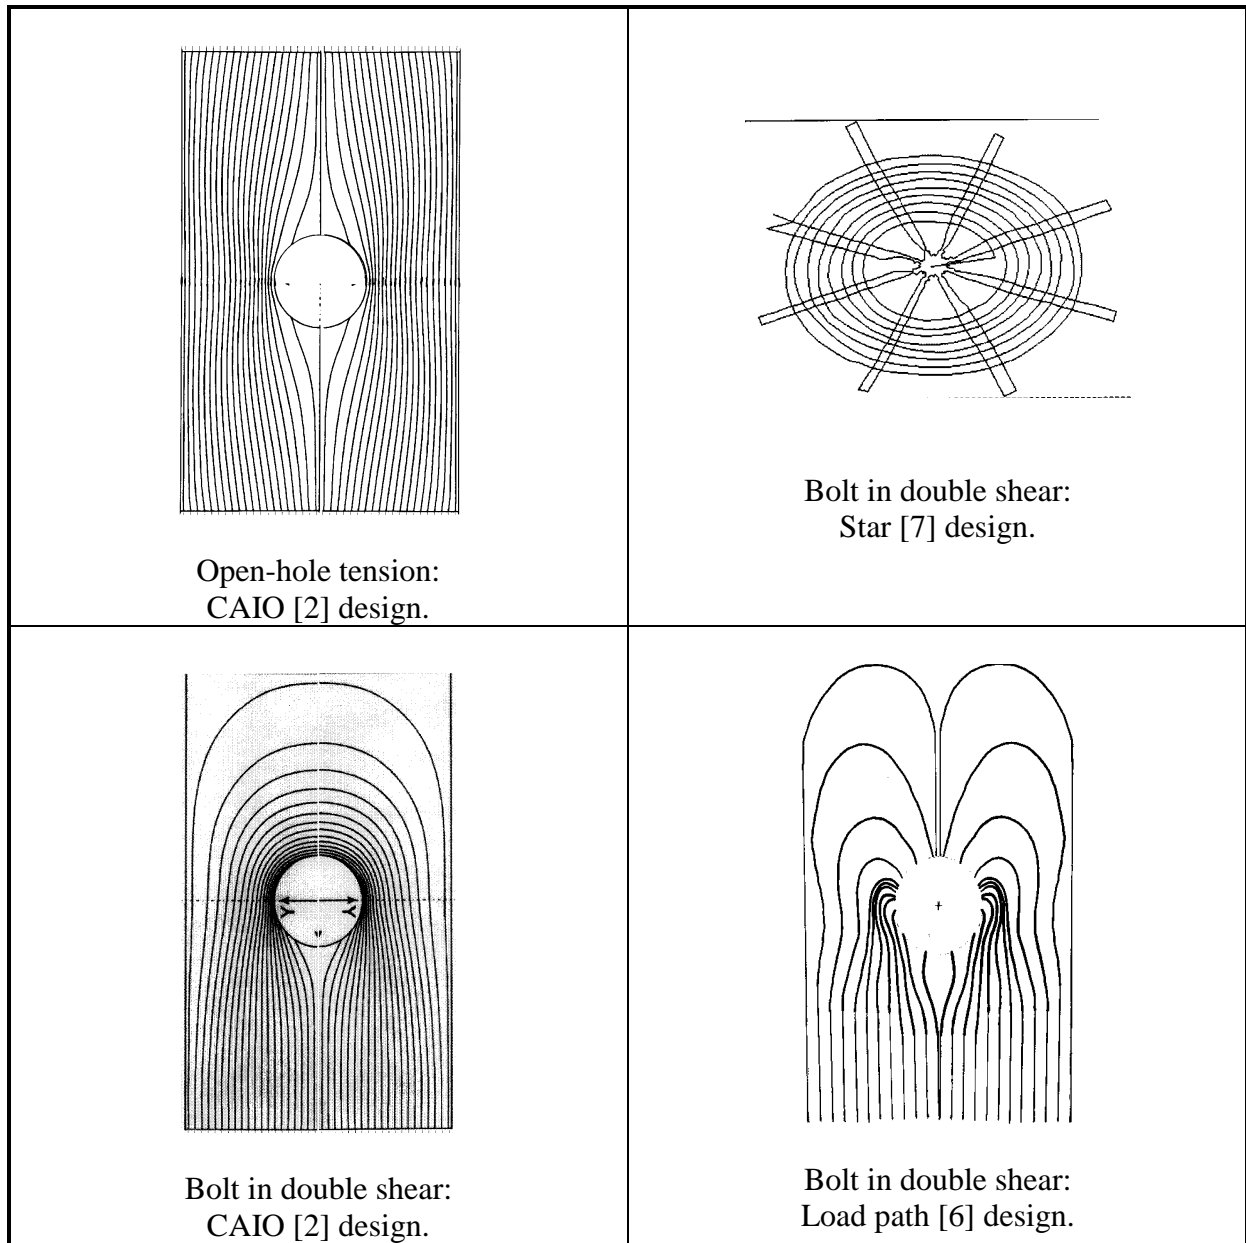 Open-hole tension:
CAIO [2] design.
Bolt in double shear:
Star [7] design.
Y Y
Bolt in double shear:
CAIO [2] design.
Bolt in double shear:
Load path [6] design.